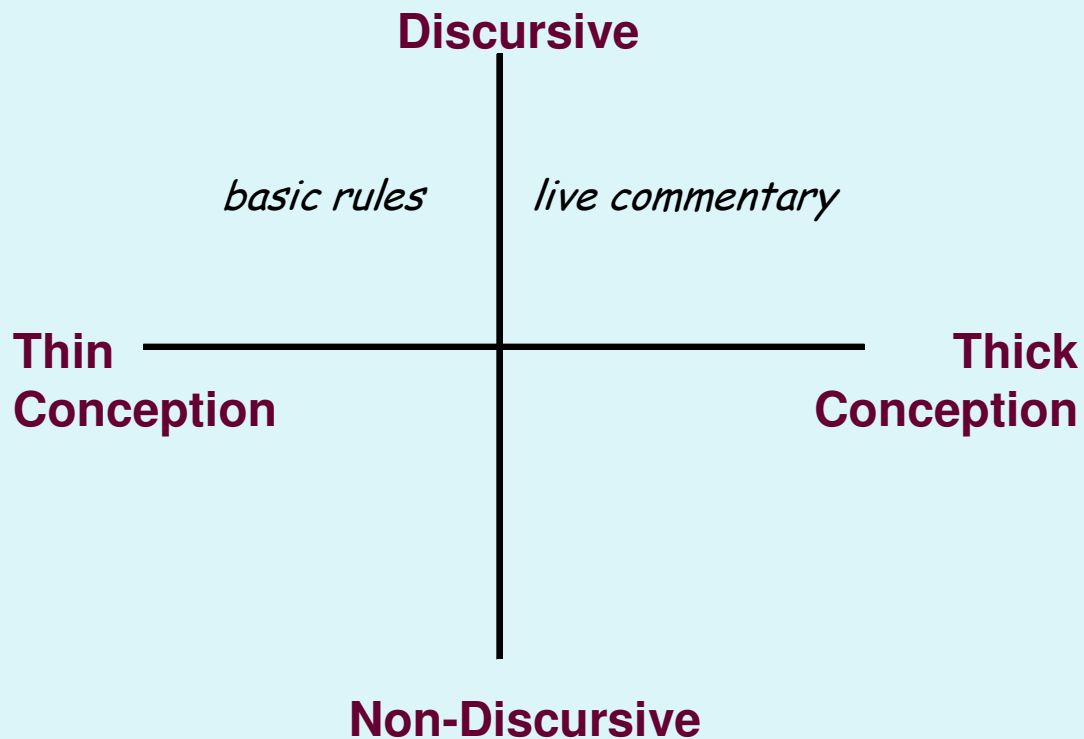 Discursive
basic rules
live commentary
Thin
Conception
Thick
Conception
Non-Discursive